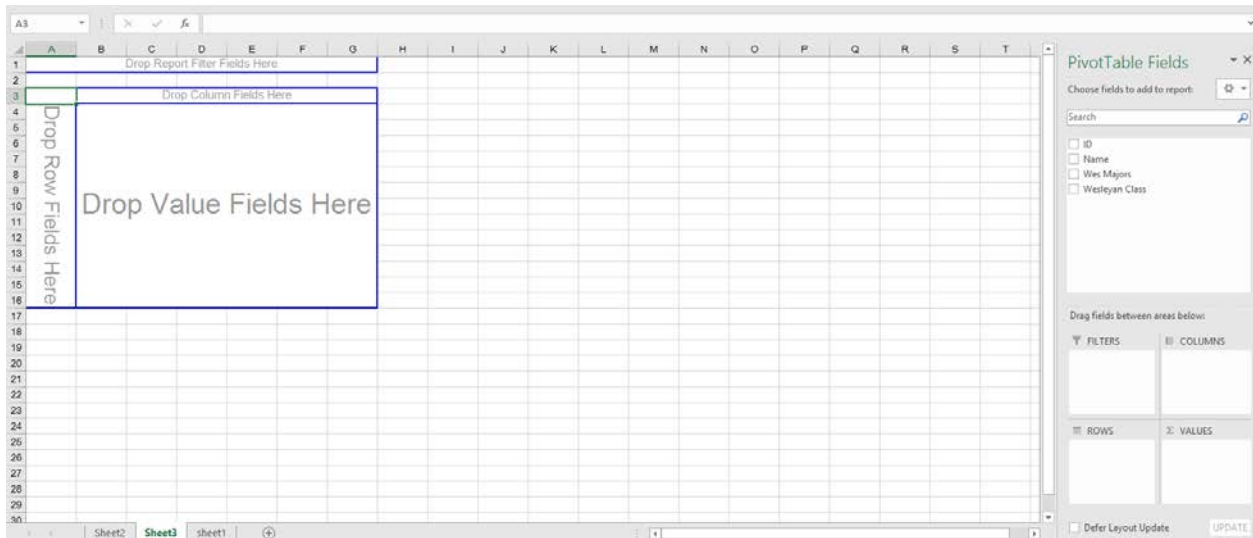 A3
fx
A B C D E F G H I J K L M N O P Q R S T
1 Drop Report Filter Fields Here
2
3 Drop Column Fields Here
4
5
6
7
8
9
10
11
12
13
14
15
16
17
18
19
20
21
22
23
24
25
26
27
28
29
30
Drop Row Fields Here
Drop Value Fields Here
Sheet2 Sheet3 sheet1
PivotTable Fields
Choose fields to add to report:
Search
ID
Name
Wes Majors
Wesleyan Class
Drag fields between areas below:
FILTERS COLUMNS
ROWS Σ VALUES
Defer Layout Update UPDATE